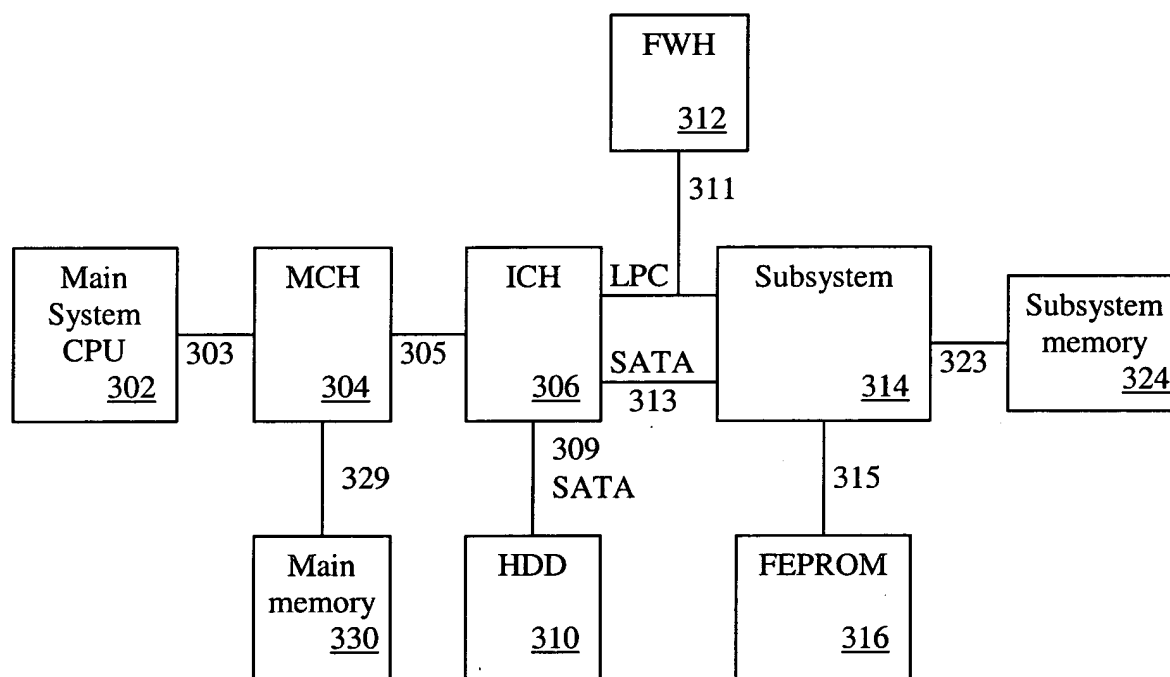 FWH
312
311
Main
System
CPU
302
303
MCH
304
305
ICH
306
LPC
SATA
313
Subsystem
314
323
Subsystem
memory
324
329
309
SATA
315
Main
memory
330
HDD
310
FEPROM
316